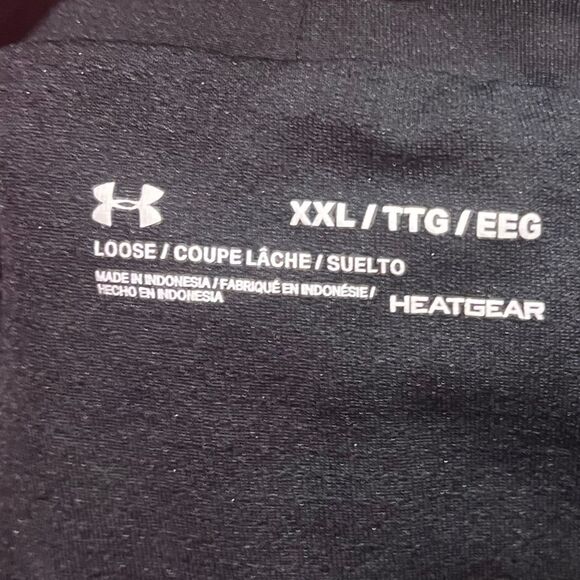 XXL / TTG / EEG
LOOSE / COUPE LÂCHE / SUELTO
MADE IN INDONESIA / FABRIQUÉ EN INDONÉSIE /
HECHO EN INDONESIA
HEATGEAR